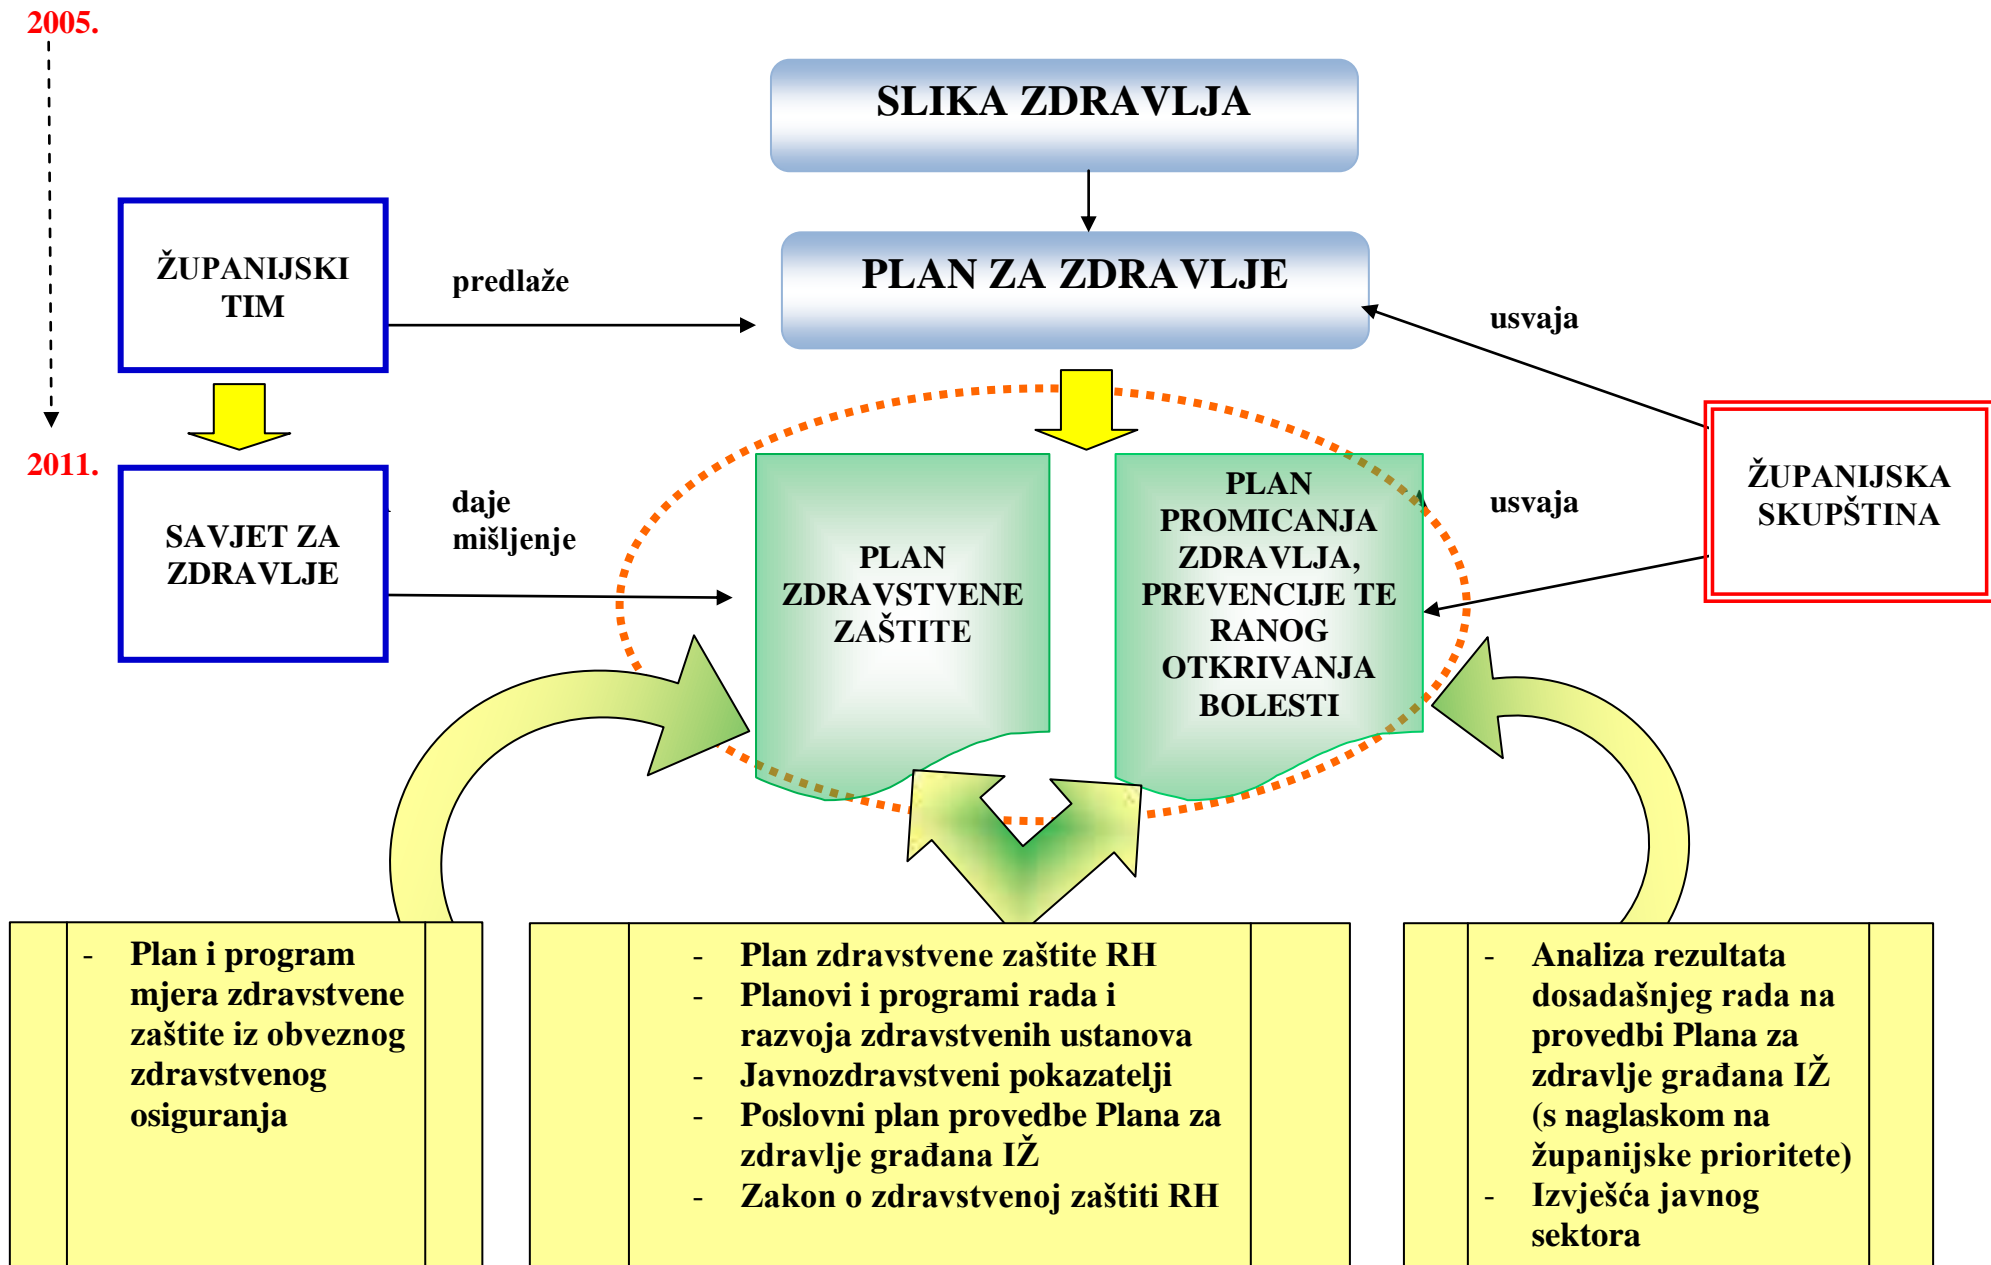 2005.
SLIKA ZDRAVLJA
ŽUPANIJSKI
TIM
predlaže
PLAN ZA ZDRAVLJE
usvaja
2011.
SAVJET ZA
ZDRAVLJE
daje
mišljenje
PLAN
ZDRAVSTVENE
ZAŠTITE
PLAN
PROMICANJA
ZDRAVLJA,
PREVENCIJE TE
RANOG
OTKRIVANJA
BOLESTI
usvaja
ŽUPANIJSKA
SKUPŠTINA
- Plan i program
mjera zdravstvene
zaštite iz obveznog
zdravstvenog
osiguranja
- Plan zdravstvene zaštite RH
- Planovi i programi rada i
razvoja zdravstvenih ustanova
- Javnozdravstveni pokazatelji
- Poslovni plan provedbe Plana za
zdravlje građana IŽ
- Zakon o zdravstvenoj zaštiti RH
- Analiza rezultata
dosadašnjeg rada na
provedbi Plana za
zdravlje građana IŽ
(s naglaskom na
županijske prioritete)
- Izvješća javnog
sektora